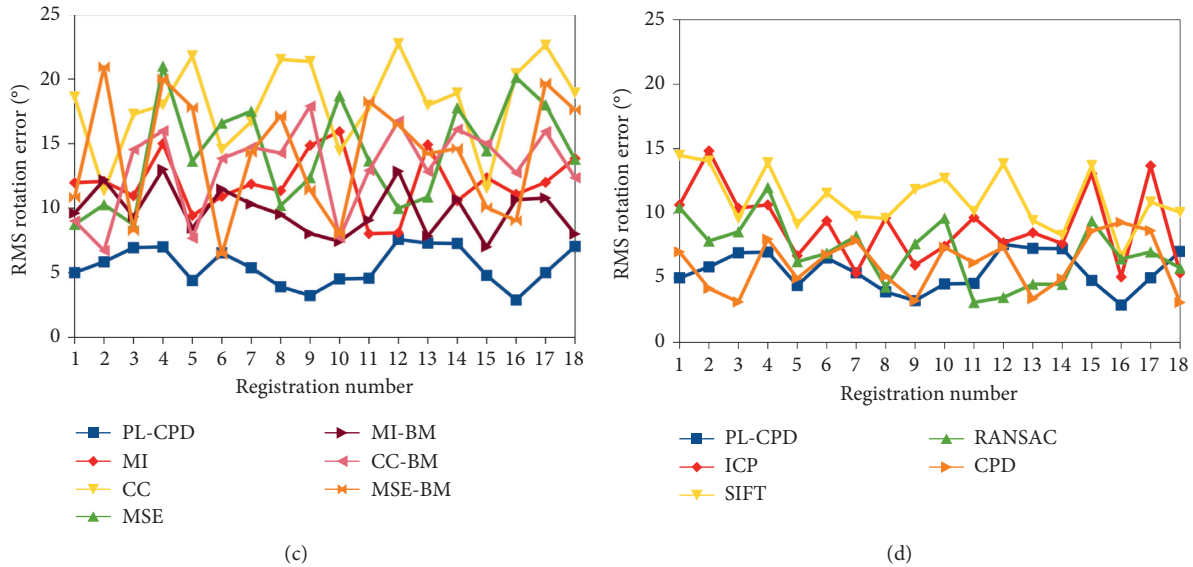 25
20
15
10
5
0
RMS rotation error (°)
1 2 3 4 5 6 7 8 9 10 11 12 13 14 15 16 17 18
Registration number
PL-CPD
MI
CC
MSE
MI-BM
CC-BM
MSE-BM
(c)
25
20
15
10
5
0
RMS rotation error (°)
1 2 3 4 5 6 7 8 9 10 11 12 13 14 15 16 17 18
Registration number
PL-CPD
ICP
SIFT
RANSAC
CPD
(d)